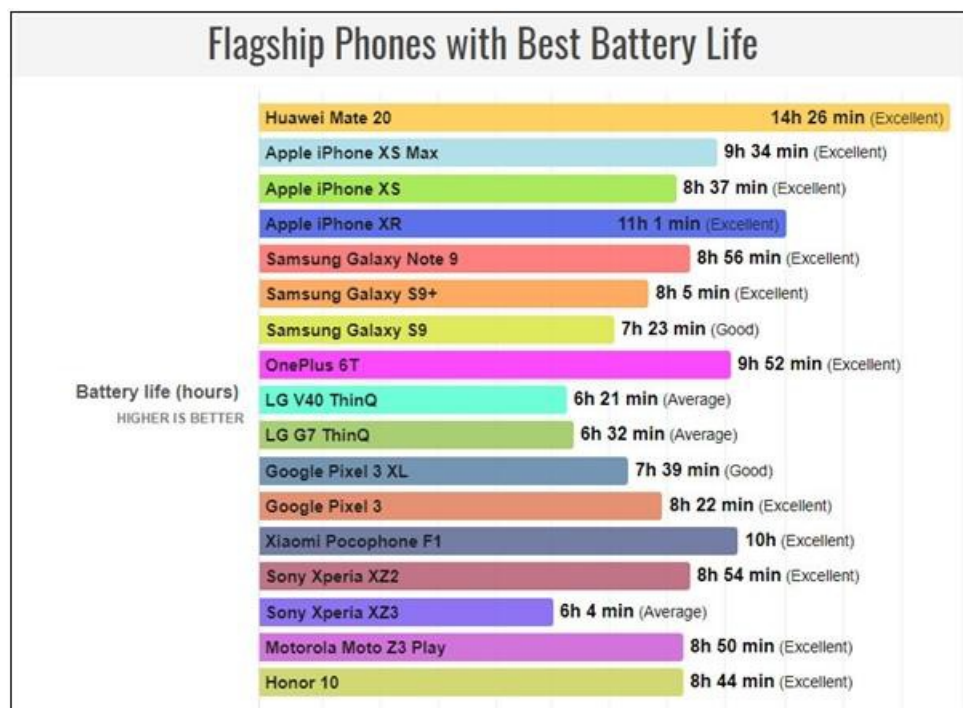 Flagship Phones with Best Battery Life
Huawei Mate 20 14h 26 min (Excellent)
Apple iPhone XS Max 9h 34 min (Excellent)
Apple iPhone XS 8h 37 min (Excellent)
Apple iPhone XR 11h 1 min (Excellent)
Samsung Galaxy Note 9 8h 56 min (Excellent)
Samsung Galaxy S9+ 8h 5 min (Excellent)
Samsung Galaxy S9 7h 23 min (Good)
OnePlus 6T 9h 52 min (Excellent)
Battery life (hours)
HIGHER IS BETTER
LG V40 ThinQ 6h 21 min (Average)
LG G7 ThinQ 6h 32 min (Average)
Google Pixel 3 XL 7h 39 min (Good)
Google Pixel 3 8h 22 min (Excellent)
Xiaomi Pocophone F1 10h (Excellent)
Sony Xperia XZ2 8h 54 min (Excellent)
Sony Xperia XZ3 6h 4 min (Average)
Motorola Moto Z3 Play 8h 50 min (Excellent)
Honor 10 8h 44 min (Excellent)